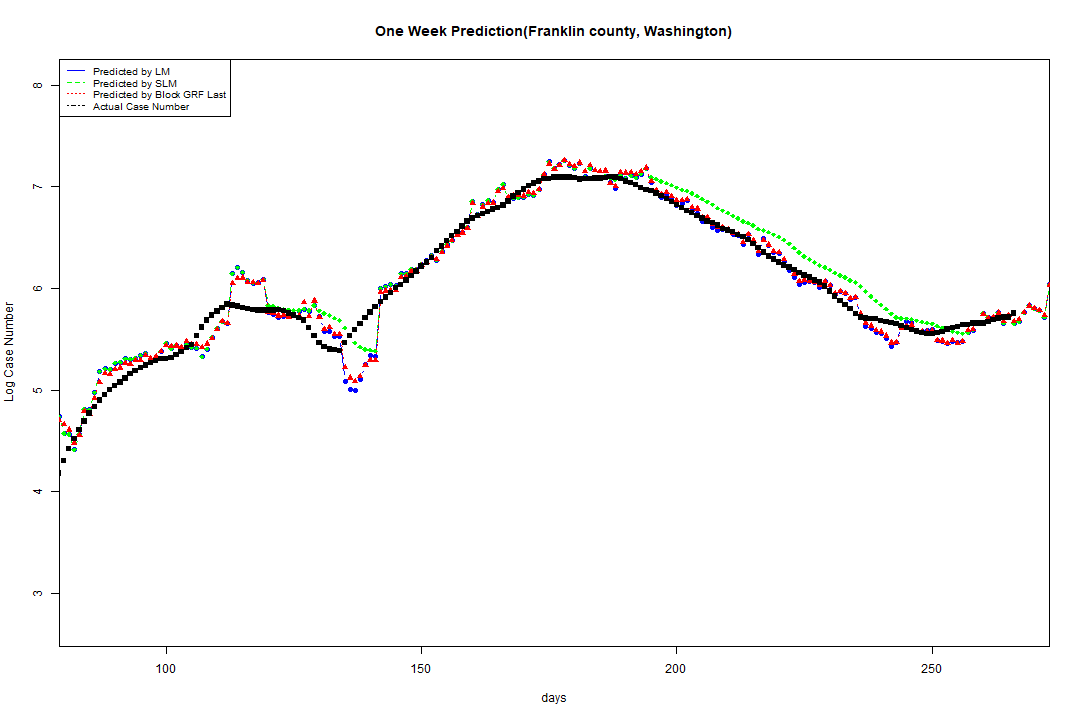 One Week Prediction(Franklin county, Washington)
Predicted by LM
Predicted by SLM
Predicted by Block GRF Last
Actual Case Number
8
7
6
5
4
3
Log Case Number
100 150 200 250
days